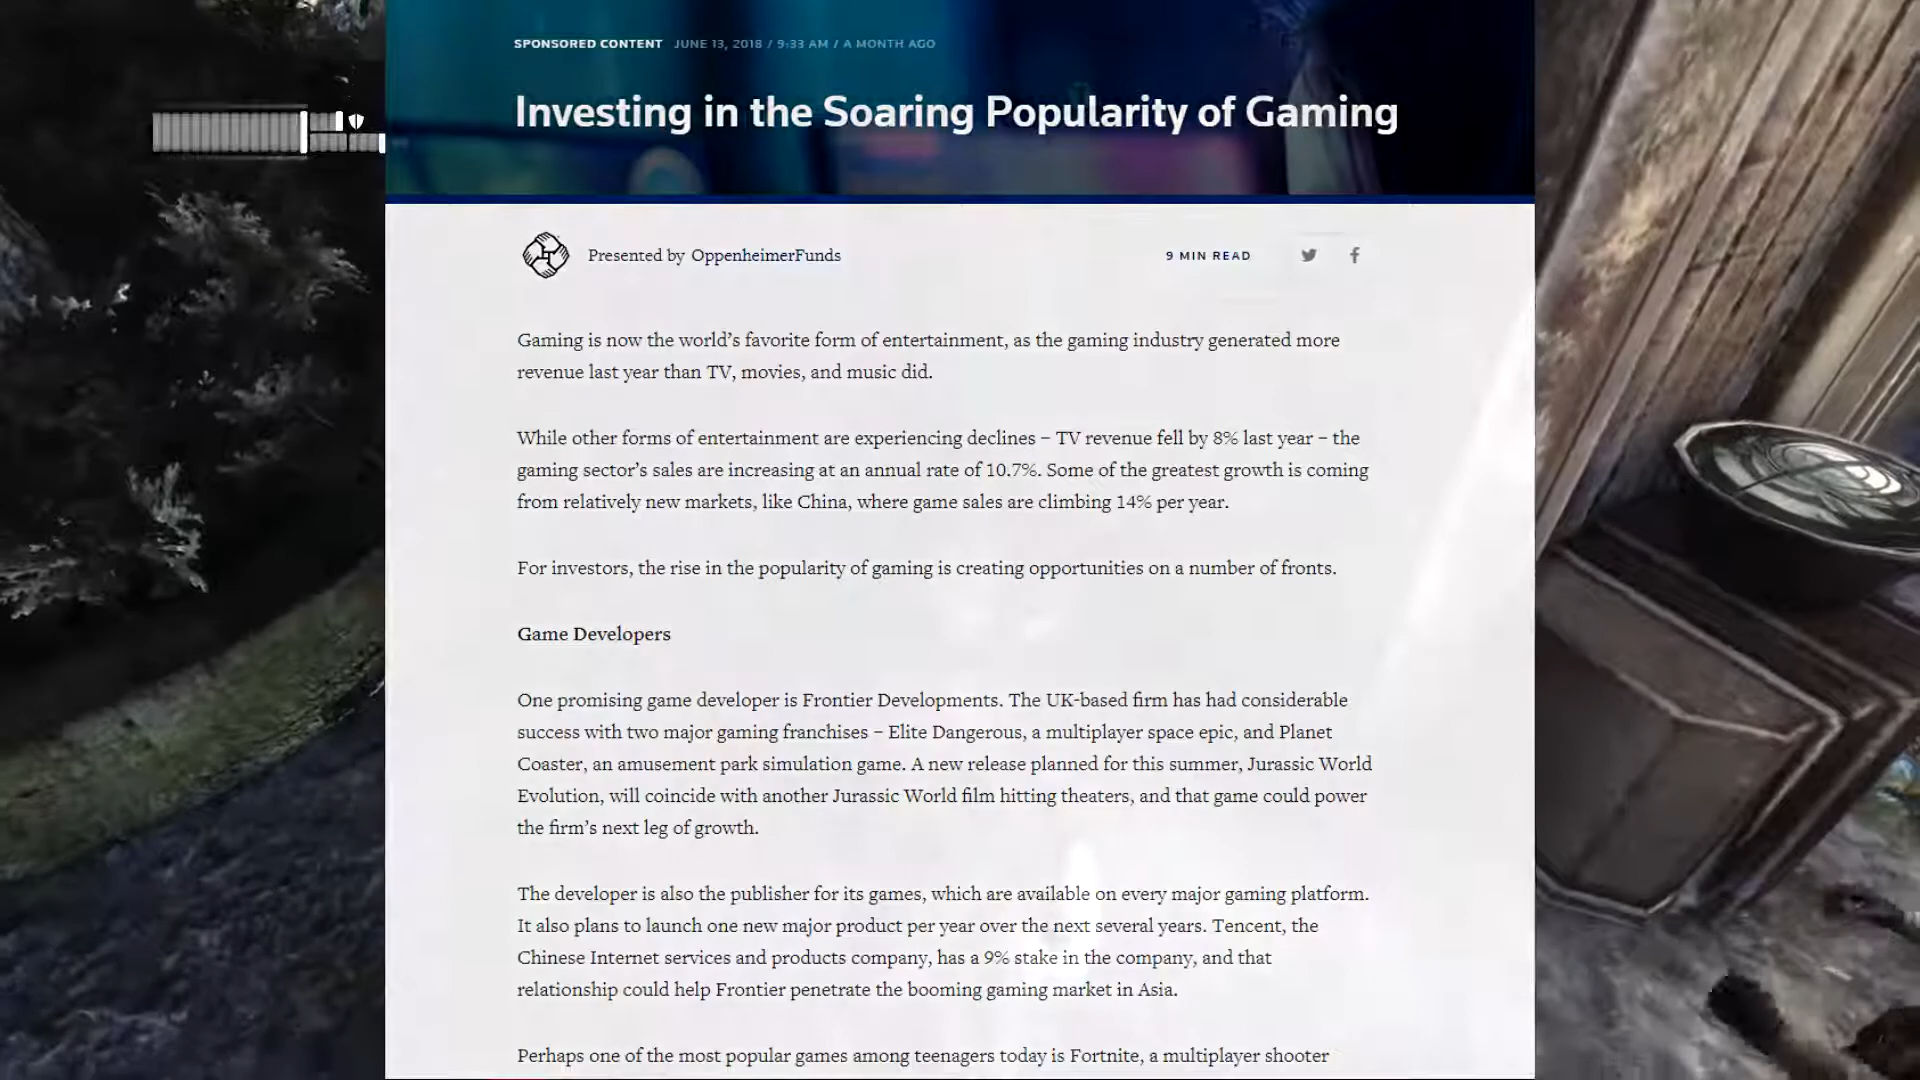 SPONSORED CONTENT JUNE 13, 2018 / 9:33 AM / A MONTH AGO
Investing in the Soaring Popularity of Gaming
Presented by OppenheimerFunds
9 MIN READ
Gaming is now the world’s favorite form of entertainment, as the gaming industry generated more
revenue last year than TV, movies, and music did.
While other forms of entertainment are experiencing declines – TV revenue fell by 8% last year – the
gaming sector’s sales are increasing at an annual rate of 10.7%. Some of the greatest growth is coming
from relatively new markets, like China, where game sales are climbing 14% per year.
For investors, the rise in the popularity of gaming is creating opportunities on a number of fronts.
Game Developers
One promising game developer is Frontier Developments. The UK-based firm has had considerable
success with two major gaming franchises – Elite Dangerous, a multiplayer space epic, and Planet
Coaster, an amusement park simulation game. A new release planned for this summer, Jurassic World
Evolution, will coincide with another Jurassic World film hitting theaters, and that game could power
the firm’s next leg of growth.
The developer is also the publisher for its games, which are available on every major gaming platform.
It also plans to launch one new major product per year over the next several years. Tencent, the
Chinese Internet services and products company, has a 9% stake in the company, and that
relationship could help Frontier penetrate the booming gaming market in Asia.
Perhaps one of the most popular games among teenagers today is Fortnite, a multiplayer shooter